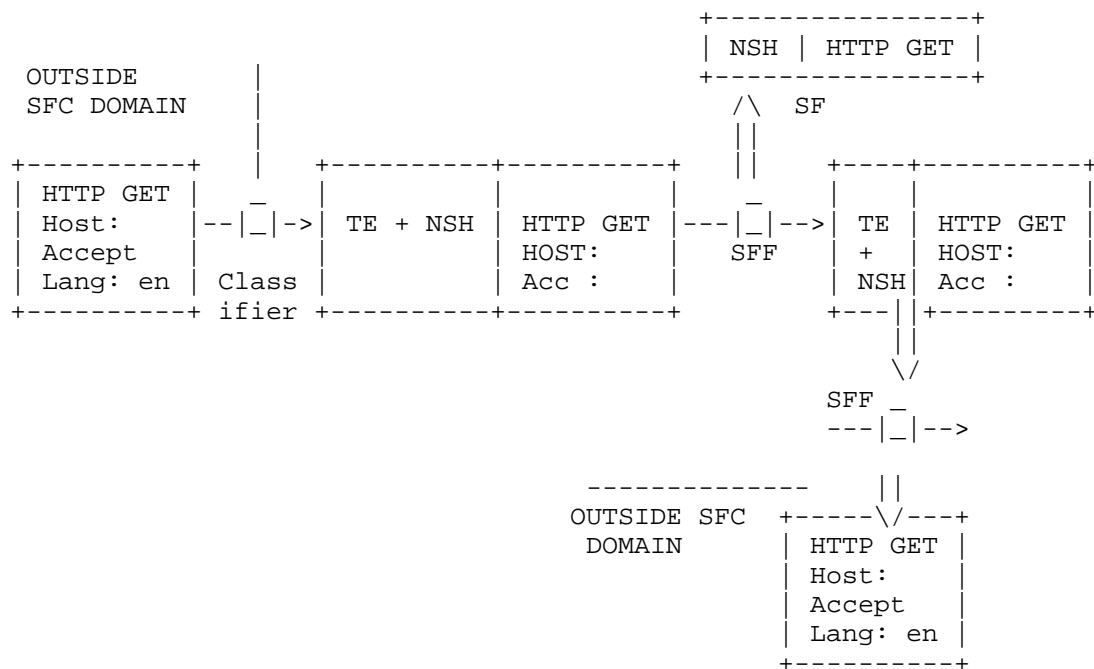 NSH | HTTP GET
OUTSIDE
SFC DOMAIN
SF
HTTP GET
Host:
Accept
Lang: en
Class
ifier
TE + NSH
HTTP GET
HOST:
Acc :
SFF
TE
+
NSH
HTTP GET
HOST:
Acc :
SFF
OUTSIDE SFC
DOMAIN
HTTP GET
Host:
Accept
Lang: en